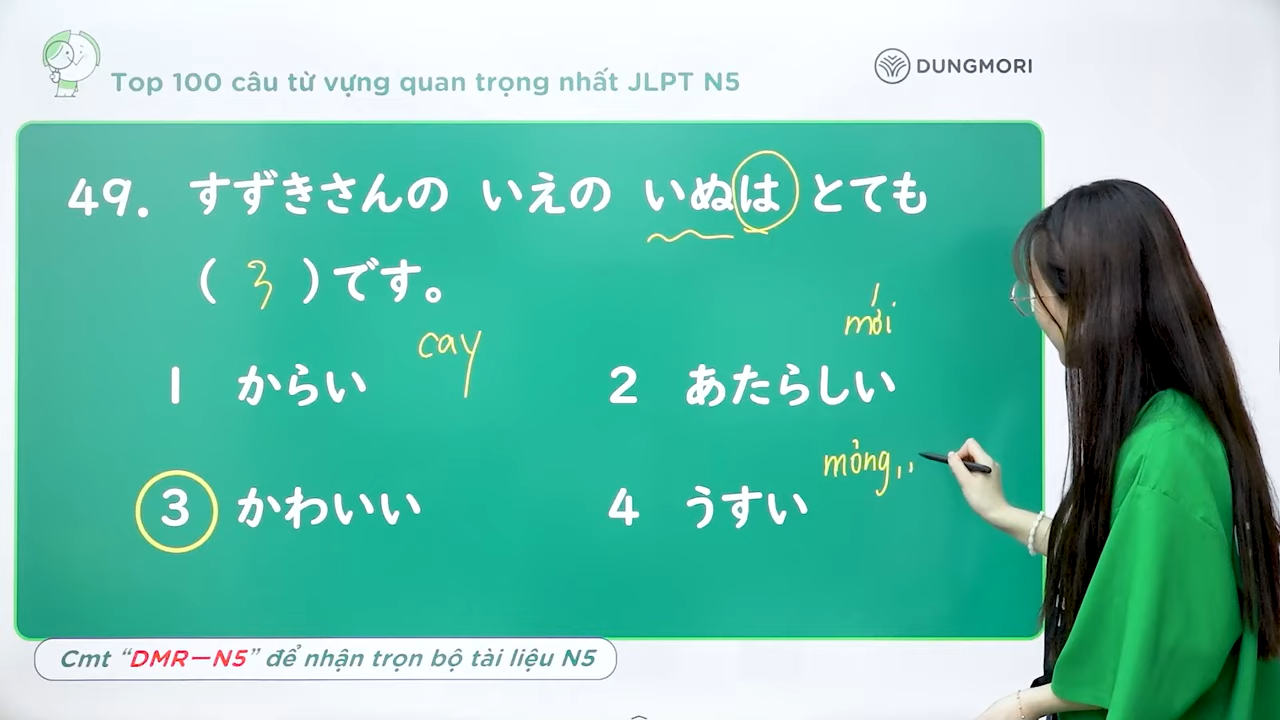 Top 100 câu từ vựng quan trọng nhất JLPT N5
DUNGMORI
49. すずきさんの いえの いぬは とても
( 3 )です。
cay
mới
1 からい
2 あたらしい
mỏng,,
3 かわいい
4 うすい
Cmt “DMR-N5” để nhận trọn bộ tài liệu N5